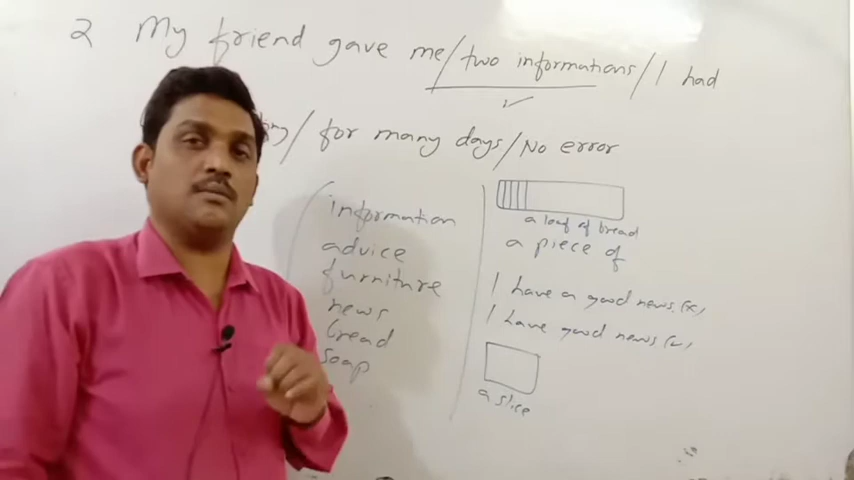 2 My friend gave me / two informations / I had
/ for many days / No error
information
advice
furniture
news
bread
soap
a loaf of bread
a piece of
I have a good news. (x)
I have good news (✓)
a slice